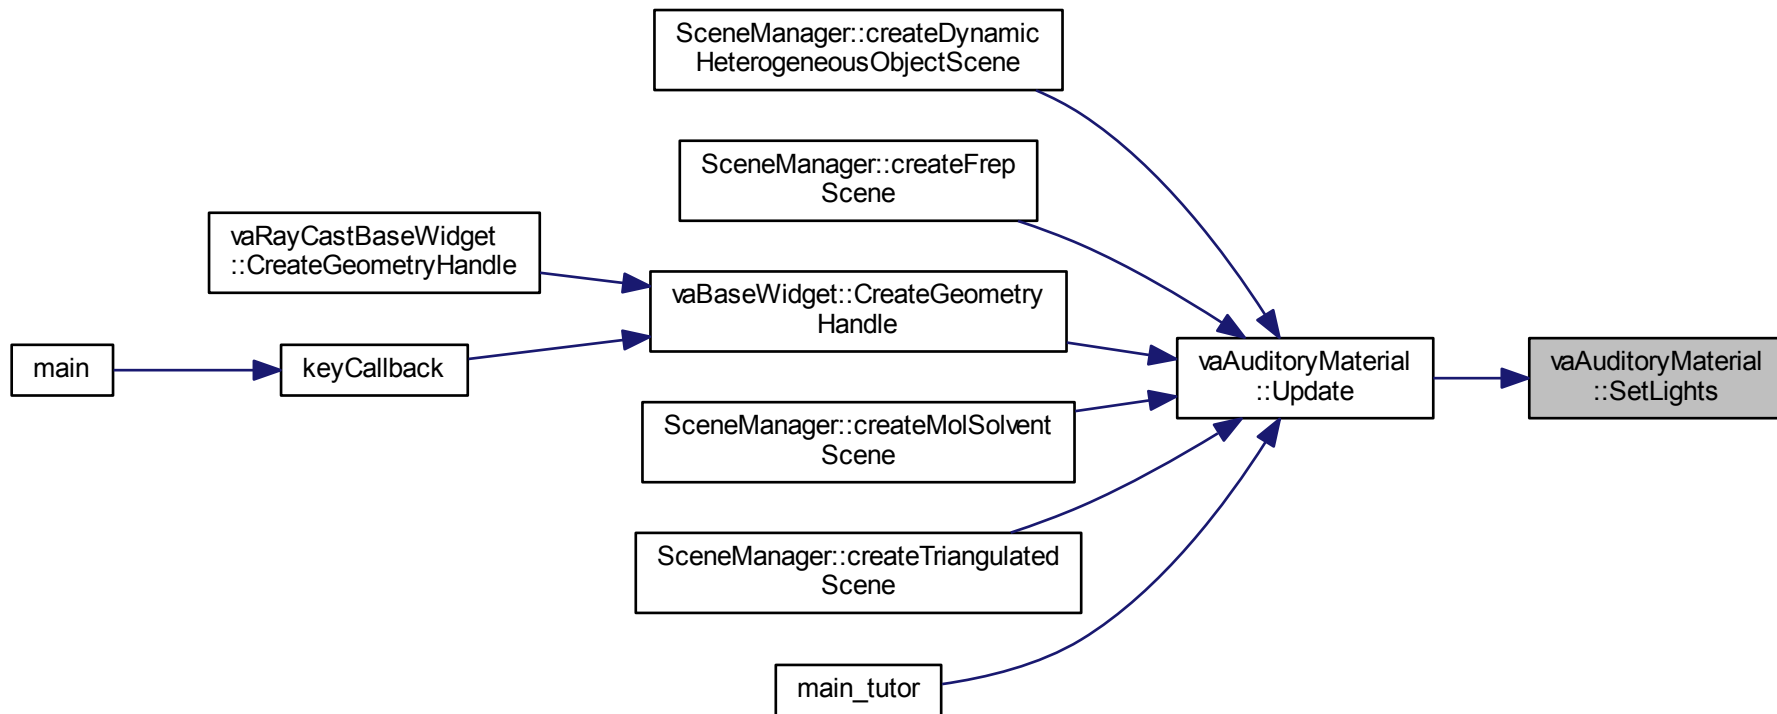 SceneManager::createDynamic
HeterogeneousObjectScene
SceneManager::createFrep
Scene
vaRayCastBaseWidget
::CreateGeometryHandle
vaBaseWidget::CreateGeometry
Handle
main
keyCallback
vaAuditoryMaterial
::Update
vaAuditoryMaterial
::SetLights
SceneManager::createMolSolvent
Scene
SceneManager::createTriangulated
Scene
main_tutor